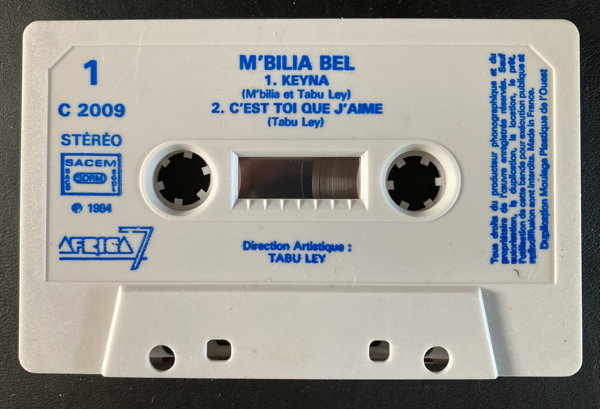 1
C 2009
STÉRÉO
SACEM
SDRM
℗ 1984
AFRICA 7
M'BILIA BEL
1. KEYNA
(M'bilia et Tabu Ley)
2. C'EST TOI QUE J'AIME
(Tabu Ley)
Direction Artistique :
TABU LEY
Tous droits du producteur phonographique et du
propriétaire de l'œuvre enregistrée réservés. Sauf
autorisation, la duplication, la location, le prêt,
l'utilisation de cette bande pour exécution publique et
radiodiffusion sont interdits. Made in France.
Duplication Moulage Plastique de l'Ouest